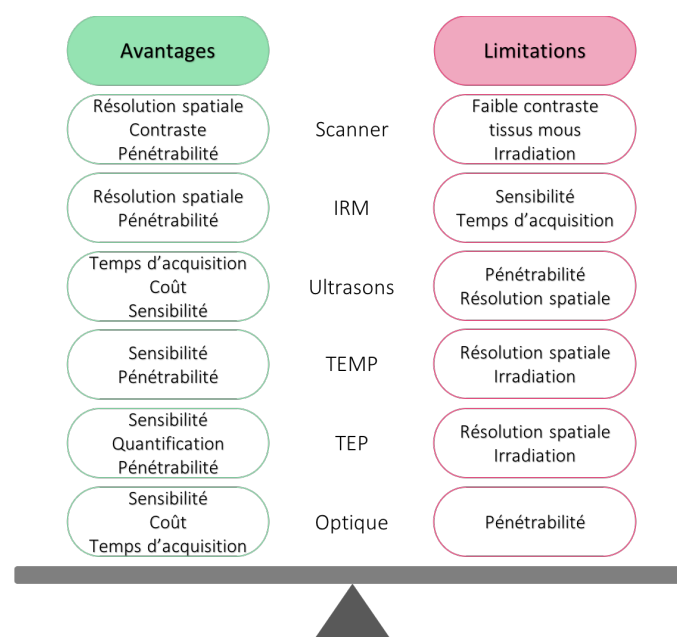 Avantages
Limitations
Résolution spatiale
Contraste
Pénétrabilité
Scanner
Faible contraste
tissus mous
Irradiation
Résolution spatiale
Pénétrabilité
IRM
Sensibilité
Temps d'acquisition
Temps d'acquisition
Coût
Sensibilité
Ultrasons
Pénétrabilité
Résolution spatiale
Sensibilité
Pénétrabilité
TEMP
Résolution spatiale
Irradiation
Sensibilité
Quantification
Pénétrabilité
TEP
Résolution spatiale
Irradiation
Sensibilité
Coût
Temps d'acquisition
Optique
Pénétrabilité